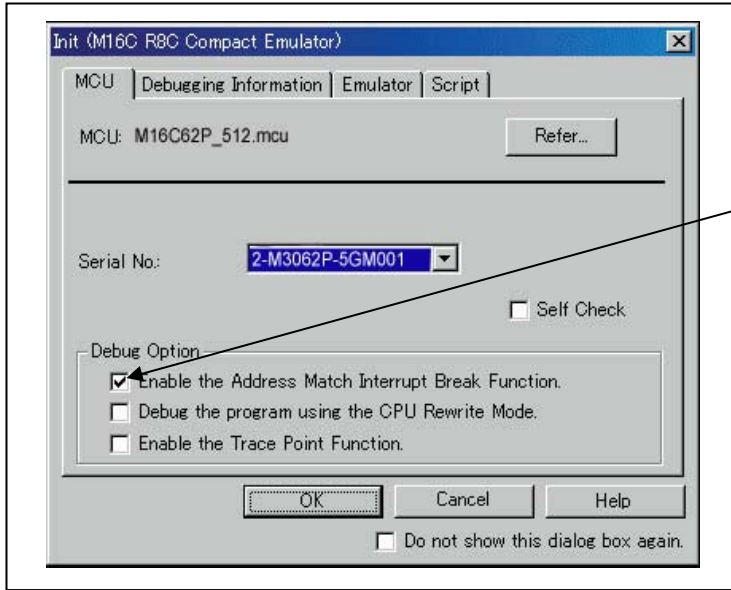 Init (M16C R8C Compact Emulator)
MCU Debugging Information Emulator Script
MCU: M16C62P_512.mcu Refer...
Serial No.: 2-M3062P-5GM001
Self Check
Debug Option
Enable the Address Match Interrupt Break Function.
Debug the program using the CPU Rewrite Mode.
Enable the Trace Point Function.
OK Cancel Help
Do not show this dialog box again.